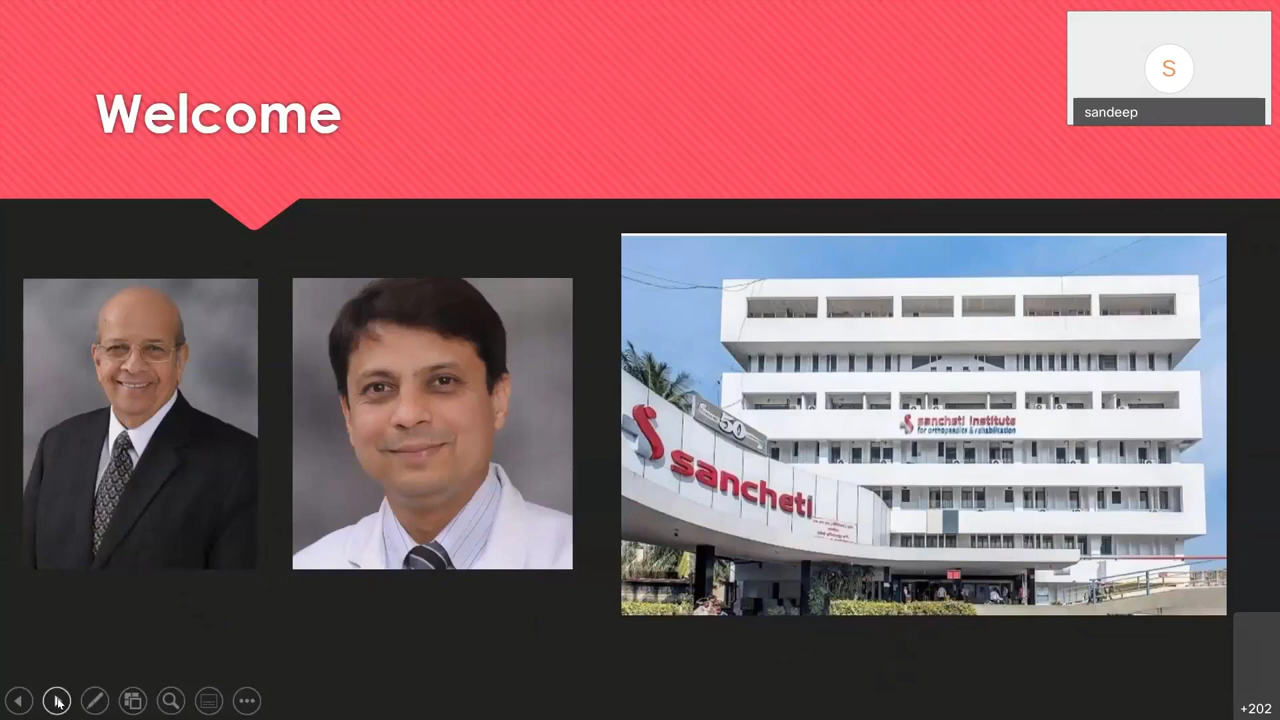 Welcome
S
sandeep
50
sancheti institute
for orthopaedics & rehabilitation
sancheti
+202